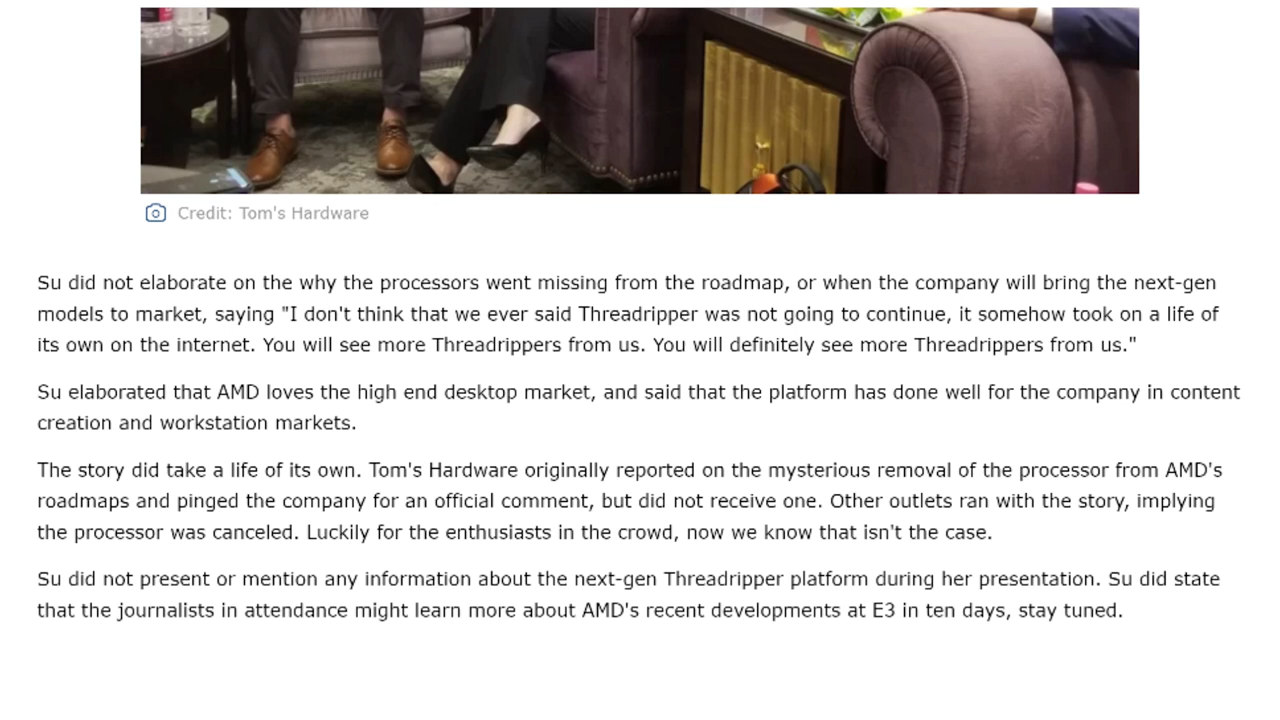 Credit: Tom's Hardware
Su did not elaborate on the why the processors went missing from the roadmap, or when the company will bring the next-gen
models to market, saying "I don't think that we ever said Threadripper was not going to continue, it somehow took on a life of
its own on the internet. You will see more Threadrippers from us. You will definitely see more Threadrippers from us."
Su elaborated that AMD loves the high end desktop market, and said that the platform has done well for the company in content
creation and workstation markets.
The story did take a life of its own. Tom's Hardware originally reported on the mysterious removal of the processor from AMD's
roadmaps and pinged the company for an official comment, but did not receive one. Other outlets ran with the story, implying
the processor was canceled. Luckily for the enthusiasts in the crowd, now we know that isn't the case.
Su did not present or mention any information about the next-gen Threadripper platform during her presentation. Su did state
that the journalists in attendance might learn more about AMD's recent developments at E3 in ten days, stay tuned.